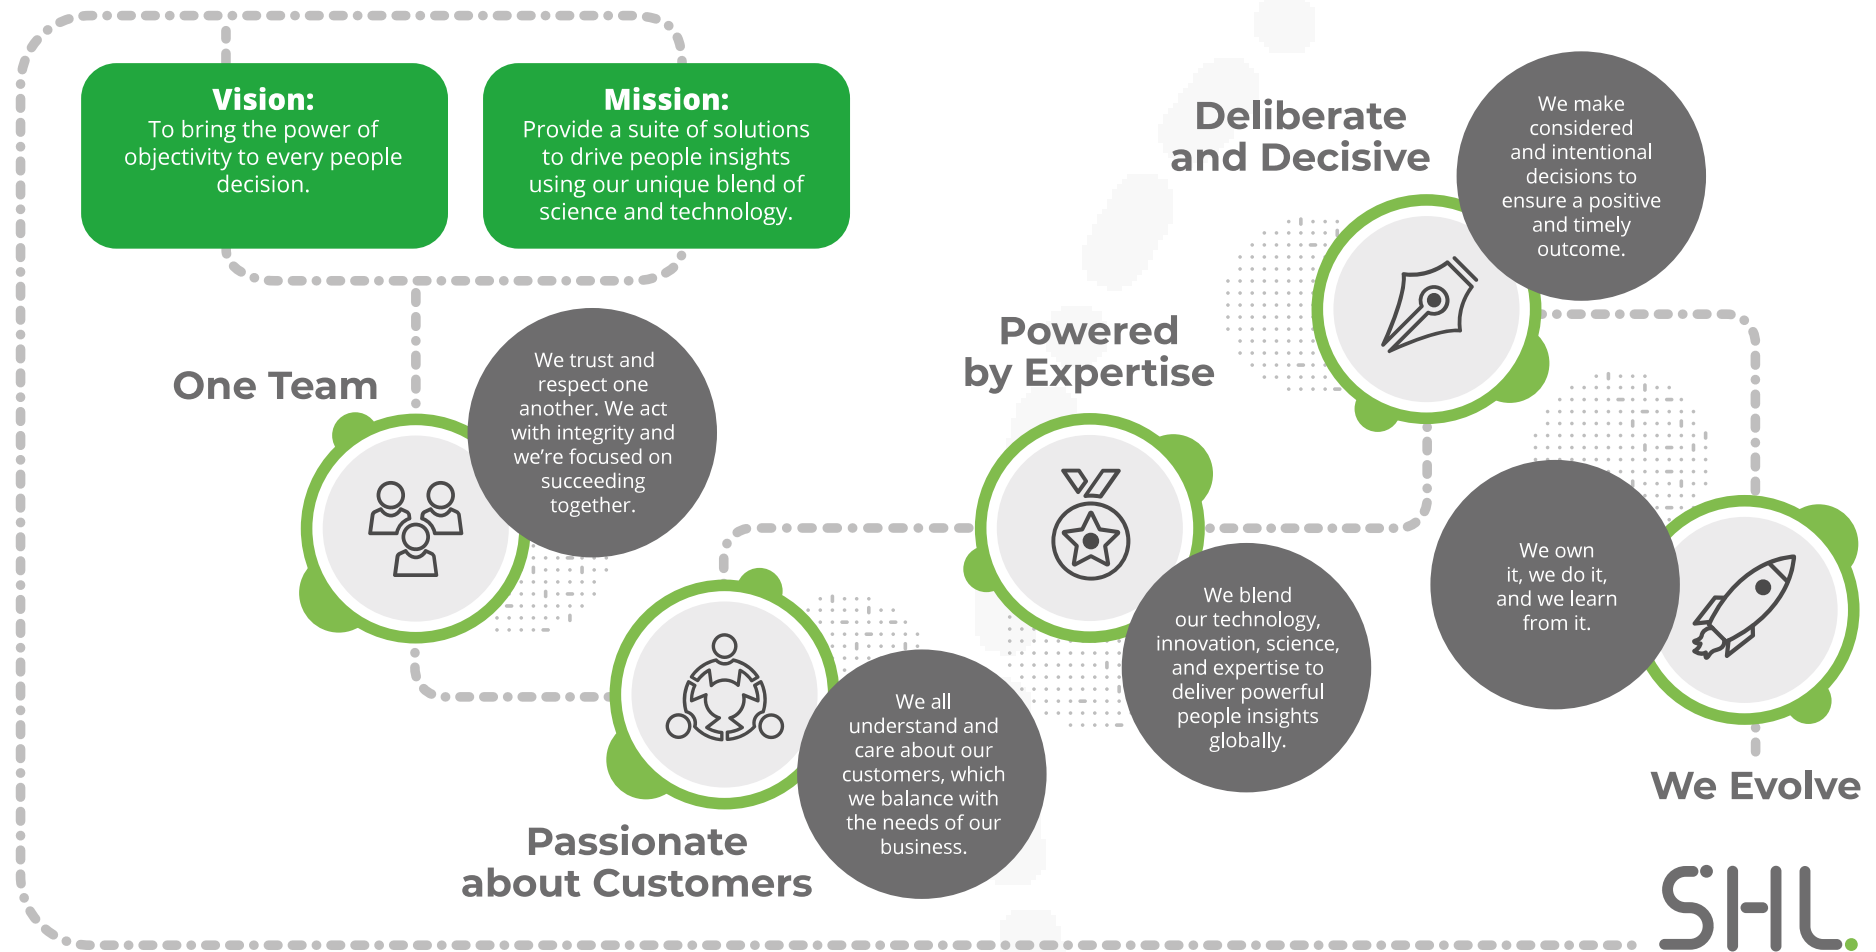 Vision:
To bring the power of
objectivity to every people
decision.
Mission:
Provide a suite of solutions
to drive people insights
using our unique blend of
science and technology.
One Team
We trust and
respect one
another. We act
with integrity and
we’re focused on
succeeding
together.
Passionate
about Customers
We all
understand and
care about our
customers, which
we balance with
the needs of our
business.
Powered
by Expertise
We blend
our technology,
innovation, science,
and expertise to
deliver powerful
people insights
globally.
Deliberate
and Decisive
We make
considered
and intentional
decisions to
ensure a positive
and timely
outcome.
We own
it, we do it,
and we learn
from it.
We Evolve
SHL.